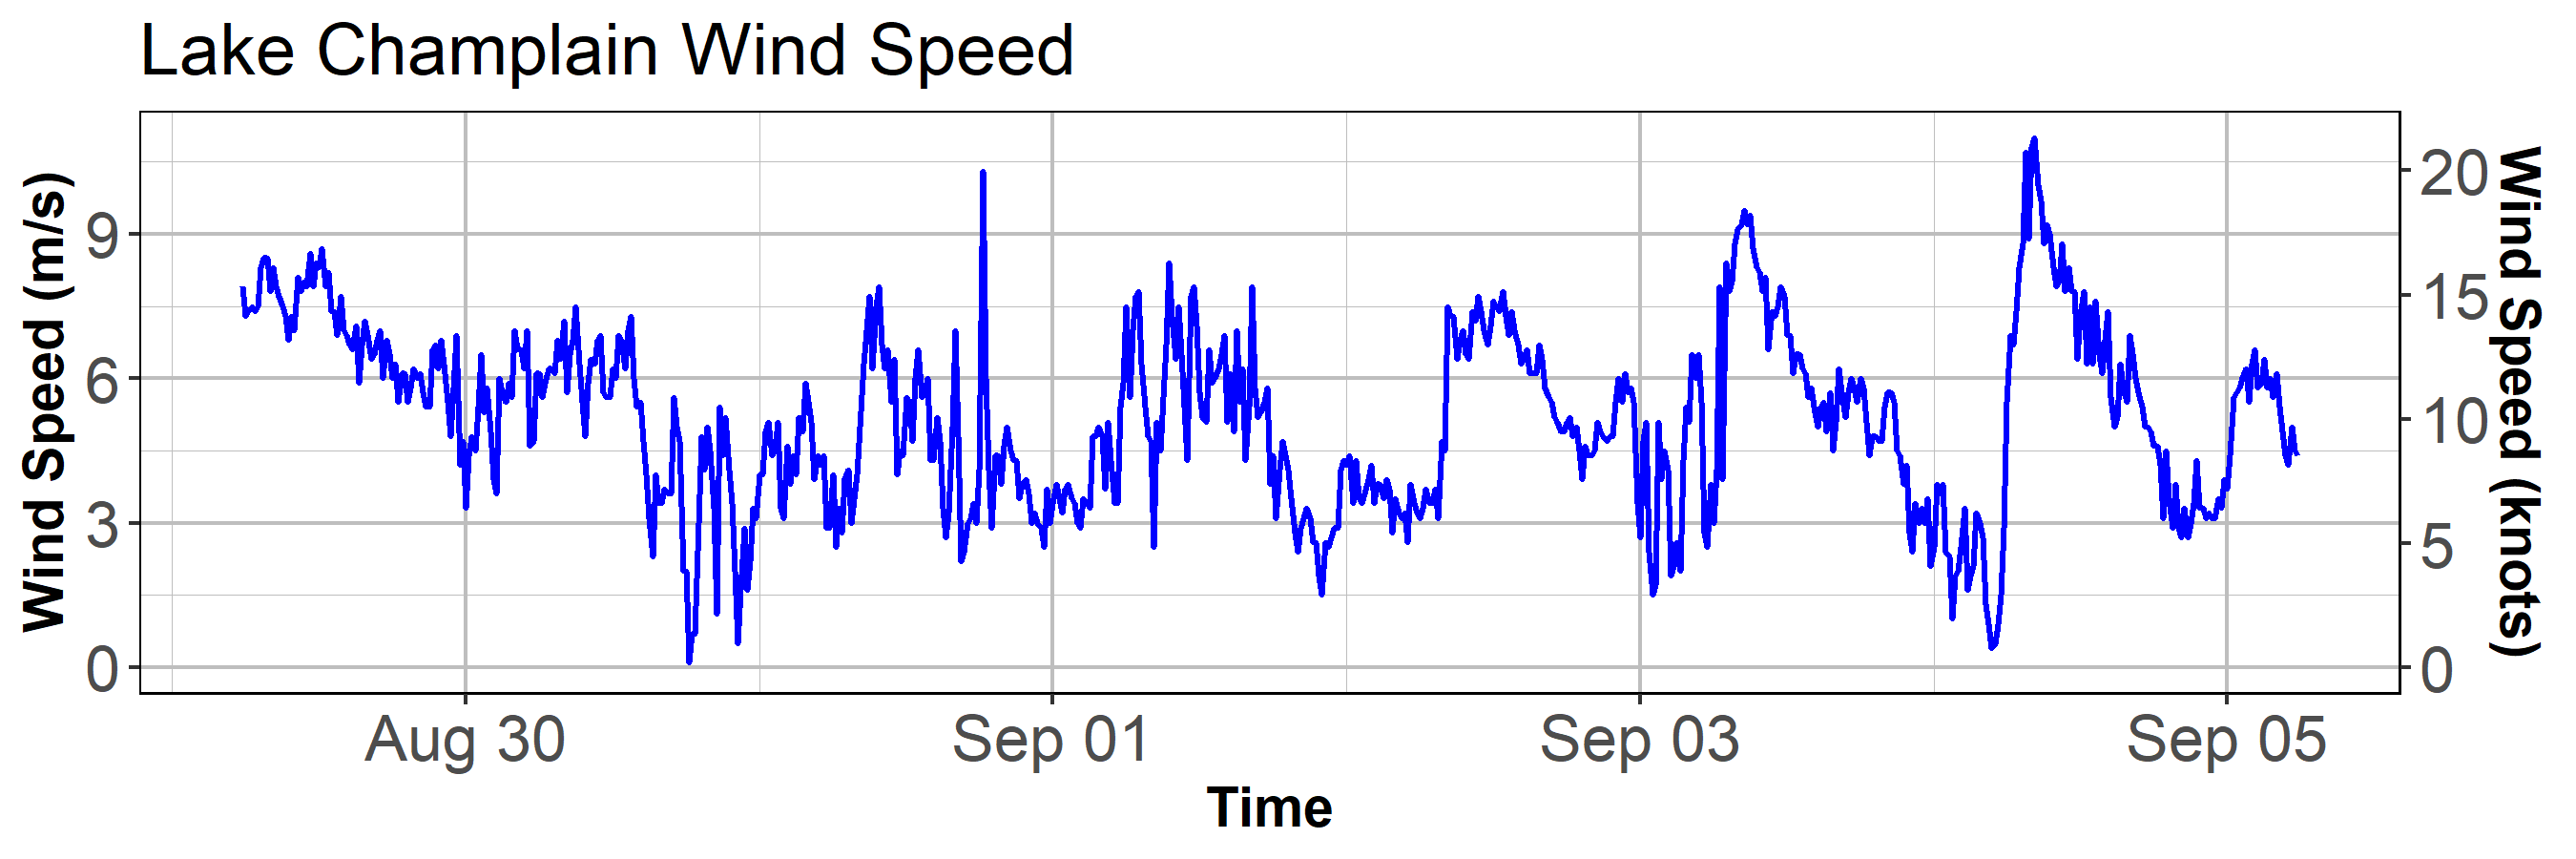 Lake Champlain Wind Speed
Wind Speed (m/s)
9
6
3
0
20
15
10
5
0
Wind Speed (knots)
Aug 30
Sep 01
Sep 03
Sep 05
Time